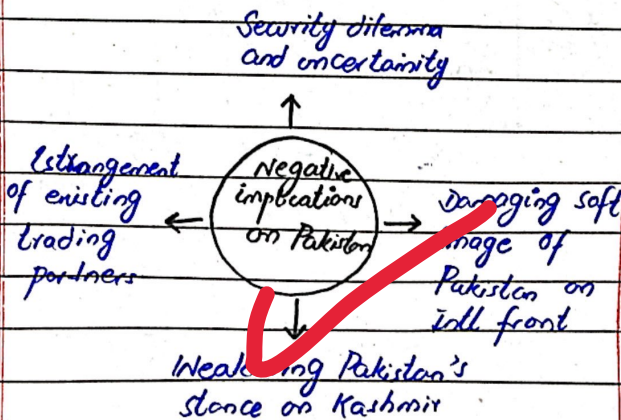 Security dilemma
and uncertainity
Negative
implications
on Pakistan
Estrangement
of existing
trading
partners
Damaging soft
image of
Pakistan on
Intl front
Weakening Pakistan's
stance on Kashmir